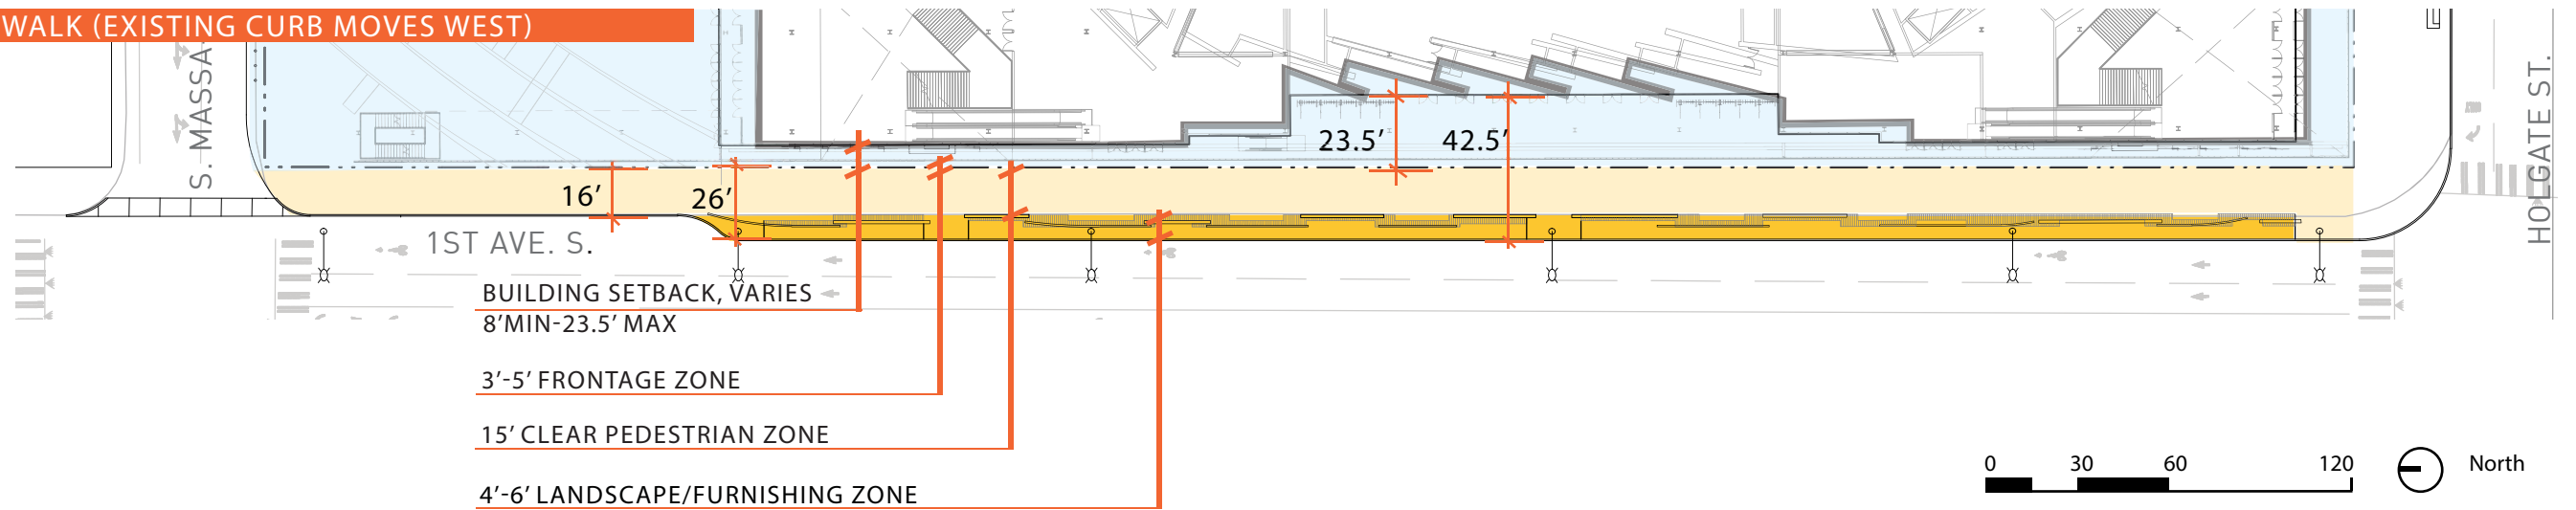 WALK (EXISTING CURB MOVES WEST)
S. MASSA
HOLGATE ST.
23.5’
42.5’
16’
26’
1ST AVE. S.
BUILDING SETBACK, VARIES
8’MIN-23.5’ MAX
3’-5’ FRONTAGE ZONE
15’ CLEAR PEDESTRIAN ZONE
4’-6’ LANDSCAPE/FURNISHING ZONE
0 30 60 120
North